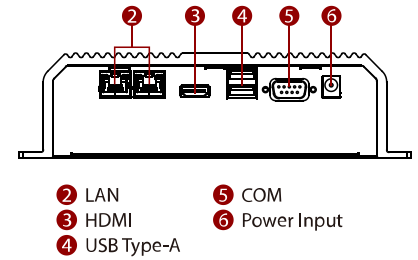 2 3 4 5 6
2 LAN
3 HDMI
4 USB Type-A
5 COM
6 Power Input